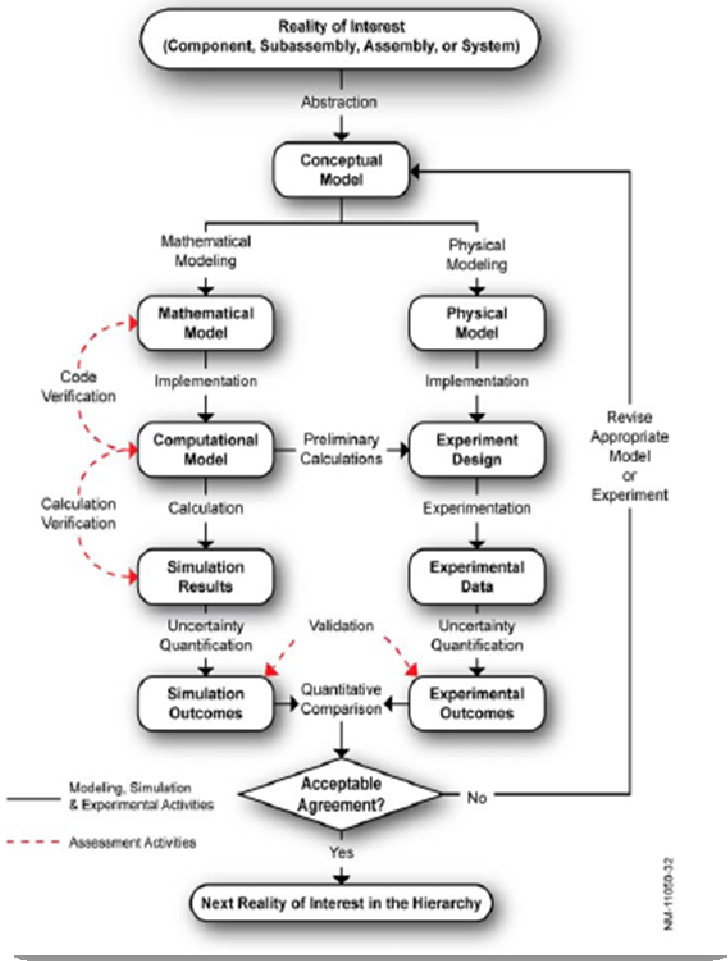 Reality of Interest
(Component, Subassembly, Assembly, or System)
Abstraction
Conceptual
Model
Mathematical
Modeling
Physical
Modeling
Mathematical
Model
Physical
Model
Code
Verification
Implementation
Implementation
Computational
Model
Preliminary
Calculations
Experiment
Design
Revise
Appropriate
Model
or
Experiment
Calculation
Verification
Calculation
Experimentation
Simulation
Results
Experimental
Data
Uncertainty
Quantification
Validation
Uncertainty
Quantification
Simulation
Outcomes
Quantitative
Comparison
Experimental
Outcomes
Modeling, Simulation
& Experimental Activities
Acceptable
Agreement?
No
Assessment Activities
Yes
Next Reality of Interest in the Hierarchy
NM-11050-32